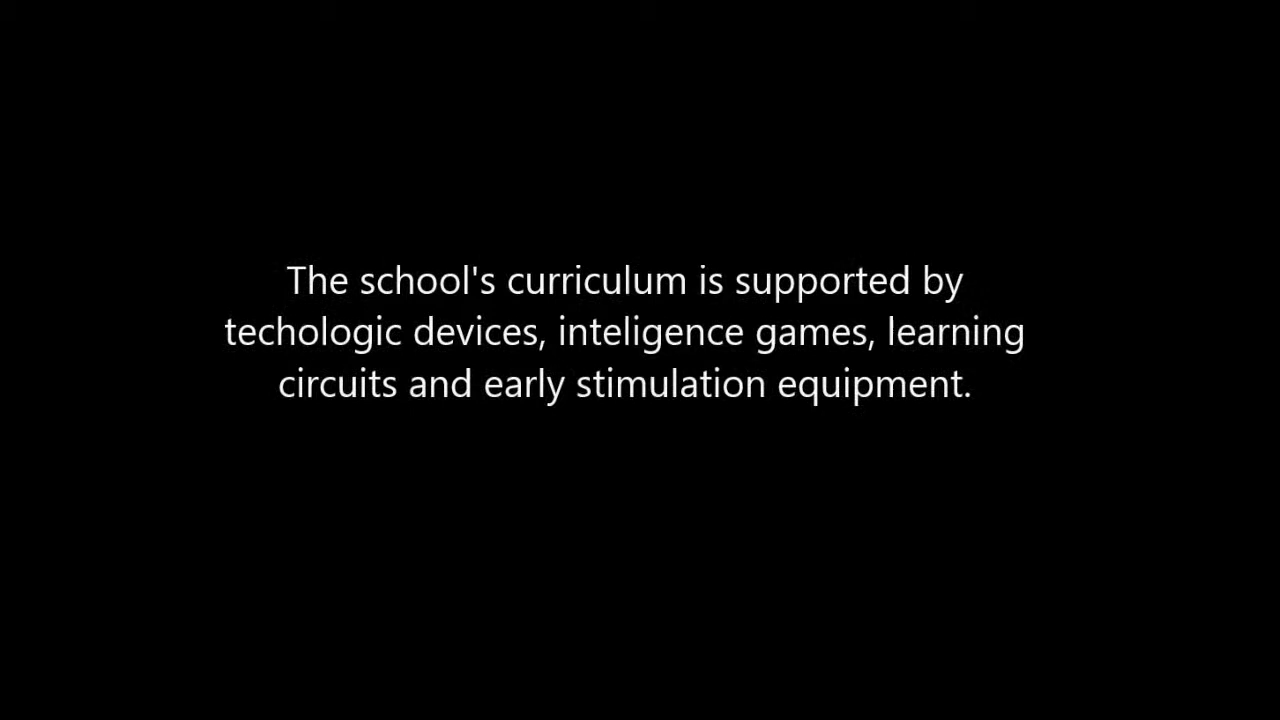 The school's curriculum is supported by
techologic devices, inteligence games, learning
circuits and early stimulation equipment.